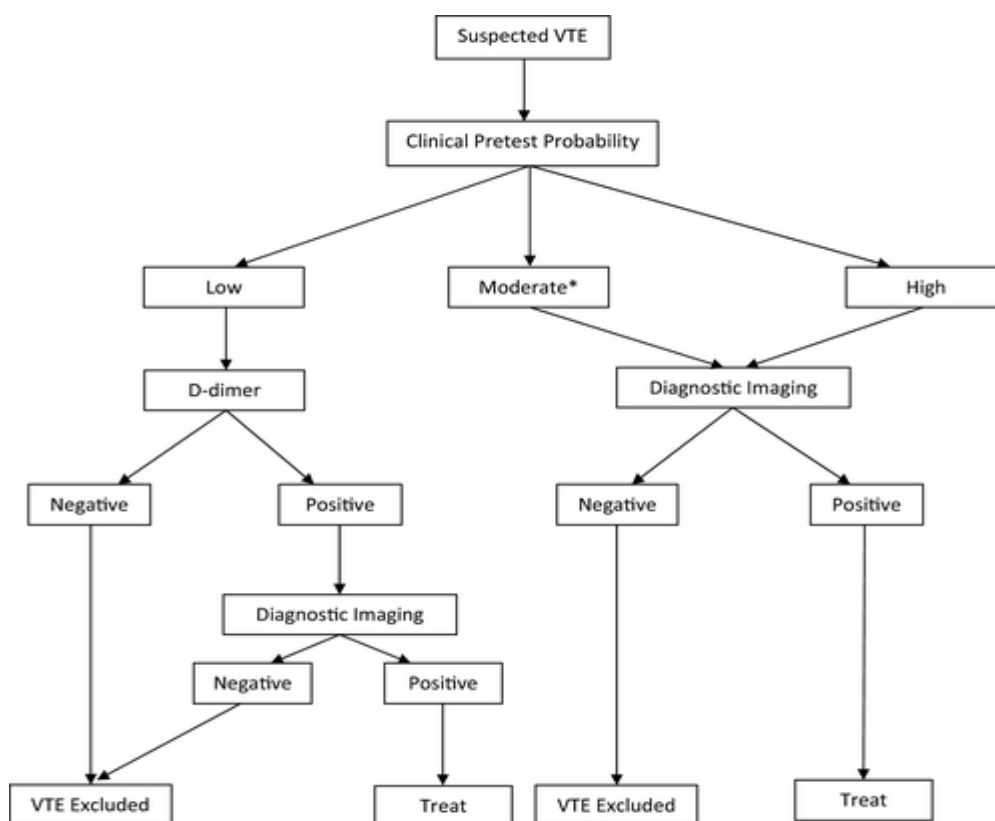 Suspected VTE
Clinical Pretest Probability
Low
Moderate*
High
D-dimer
Diagnostic Imaging
Negative
Positive
Negative
Positive
Diagnostic Imaging
Negative
Positive
VTE Excluded
Treat
VTE Excluded
Treat